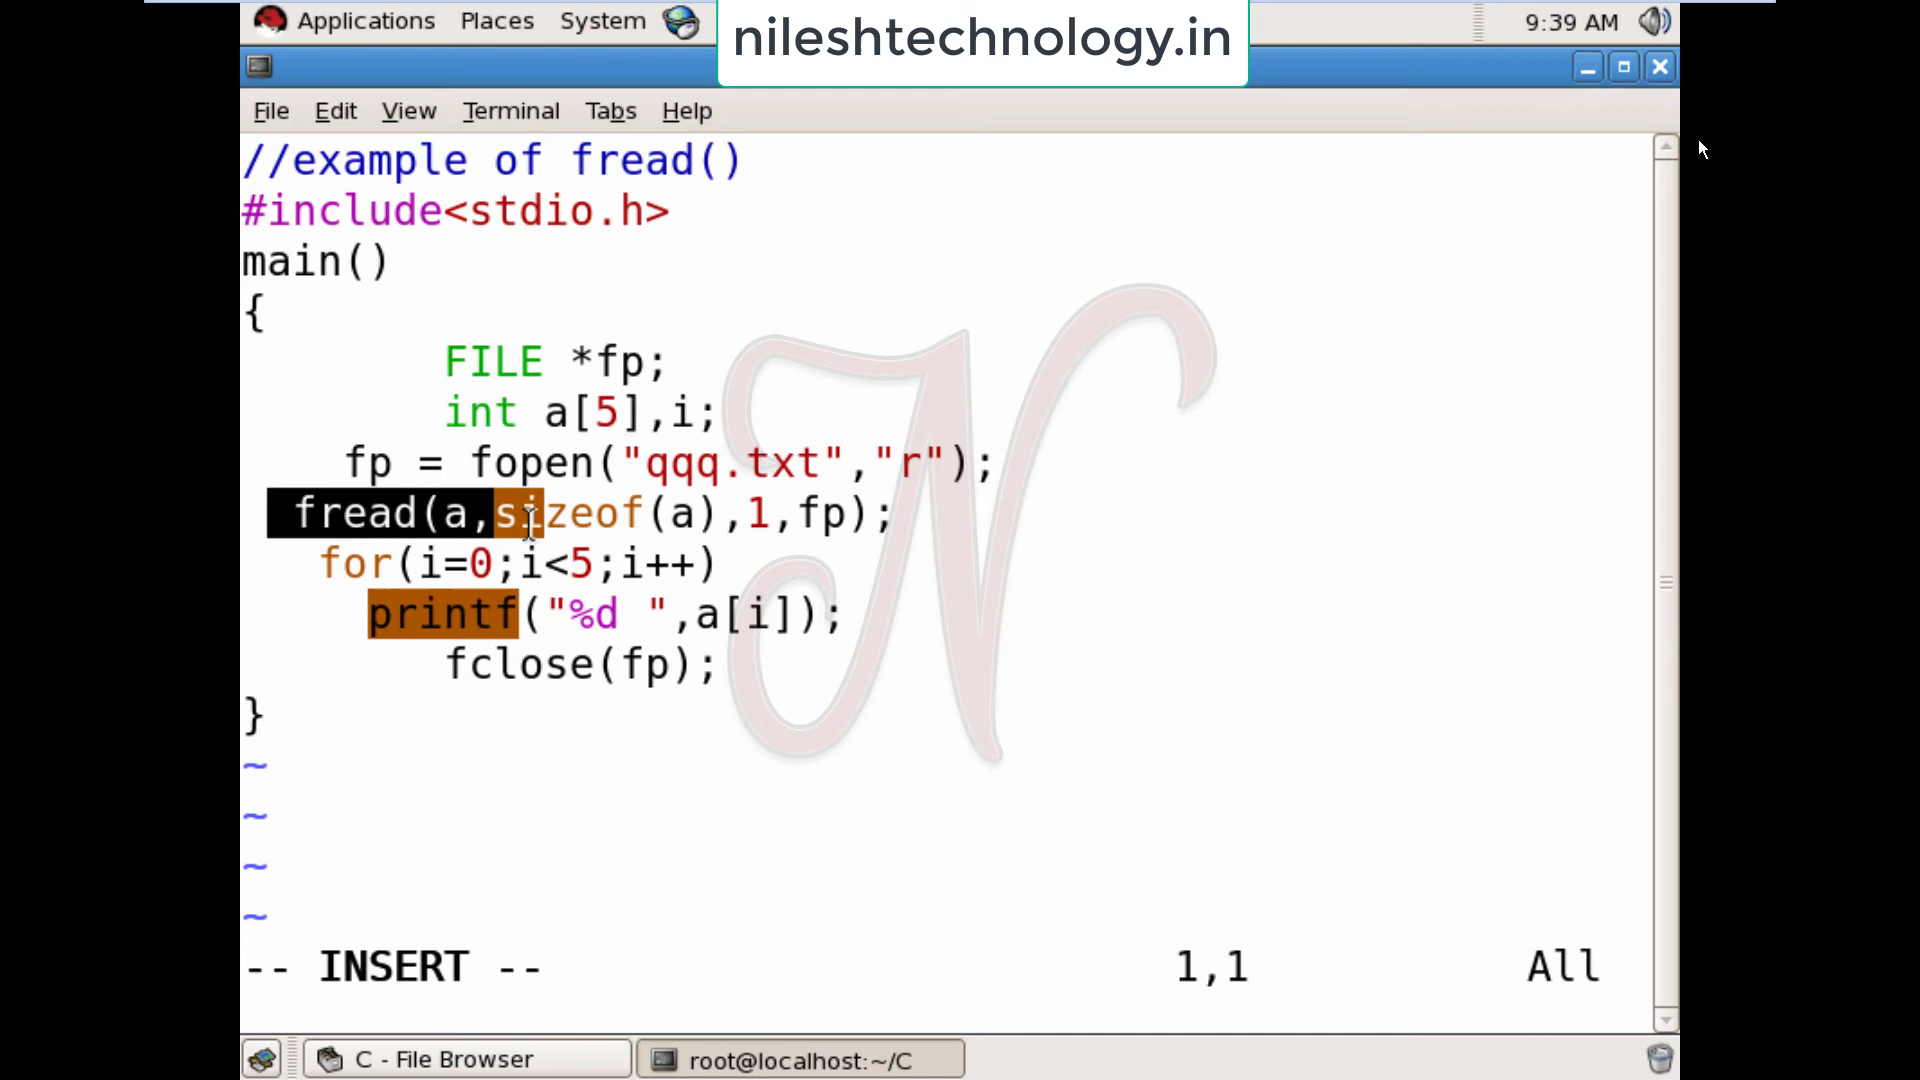 Applications Places System 9:39 AM
nileshtechnology.in
File Edit View Terminal Tabs Help
//example of fread()
#include<stdio.h>
main()
{
FILE *fp;
int a[5],i;
fp = fopen("qqq.txt","r");
fread(a,sizeof(a),1,fp);
for(i=0;i<5;i++)
printf("%d ",a[i]);
fclose(fp);
}
~
~
~
~
-- INSERT -- 1,1 All
C - File Browser root@localhost:~/C